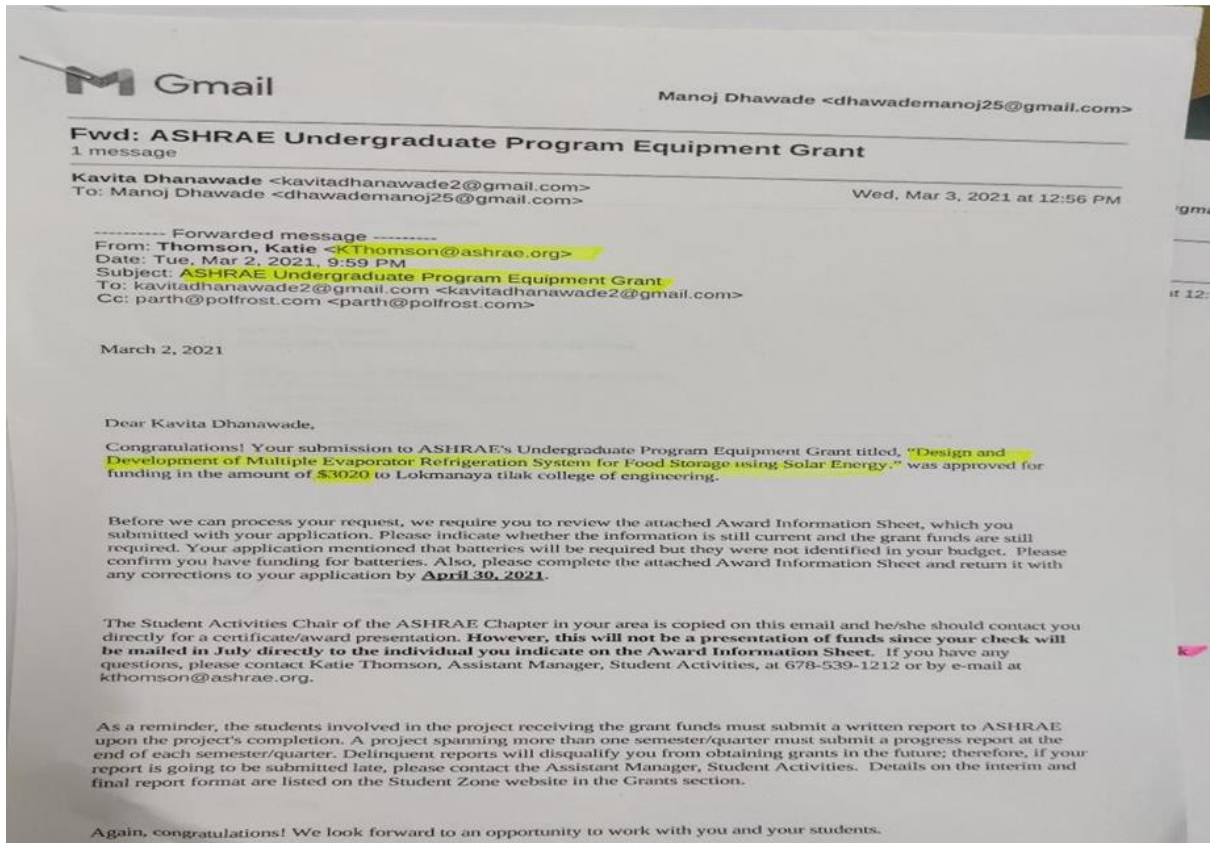 Gmail
Manoj Dhawade <dhawademanoj25@gmail.com>
Fwd: ASHRAE Undergraduate Program Equipment Grant
1 message
Kavita Dhanawade <kavitadhanawade2@gmail.com>
To: Manoj Dhawade <dhawademanoj25@gmail.com>
Wed, Mar 3, 2021 at 12:56 PM
---------- Forwarded message ---------
From: Thomson, Katie <KThomson@ashrae.org>
Date: Tue, Mar 2, 2021, 9:59 PM
Subject: ASHRAE Undergraduate Program Equipment Grant
To: kavitadhanawade2@gmail.com <kavitadhanawade2@gmail.com>
Cc: parth@polfrost.com <parth@polfrost.com>
March 2, 2021
Dear Kavita Dhanawade,
Congratulations! Your submission to ASHRAE's Undergraduate Program Equipment Grant titled, "Design and
Development of Multiple Evaporator Refrigeration System for Food Storage using Solar Energy." was approved for
funding in the amount of $3020 to Lokmanaya tilak college of engineering.
Before we can process your request, we require you to review the attached Award Information Sheet, which you
submitted with your application. Please indicate whether the information is still current and the grant funds are still
required. Your application mentioned that batteries will be required but they were not identified in your budget. Please
confirm you have funding for batteries. Also, please complete the attached Award Information Sheet and return it with
any corrections to your application by April 30, 2021.
The Student Activities Chair of the ASHRAE Chapter in your area is copied on this email and he/she should contact you
directly for a certificate/award presentation. However, this will not be a presentation of funds since your check will
be mailed in July directly to the individual you indicate on the Award Information Sheet. If you have any
questions, please contact Katie Thomson, Assistant Manager, Student Activities, at 678-539-1212 or by e-mail at
kthomson@ashrae.org.
As a reminder, the students involved in the project receiving the grant funds must submit a written report to ASHRAE
upon the project's completion. A project spanning more than one semester/quarter must submit a progress report at the
end of each semester/quarter. Delinquent reports will disqualify you from obtaining grants in the future; therefore, if your
report is going to be submitted late, please contact the Assistant Manager, Student Activities. Details on the interim and
final report format are listed on the Student Zone website in the Grants section.
Again, congratulations! We look forward to an opportunity to work with you and your students.